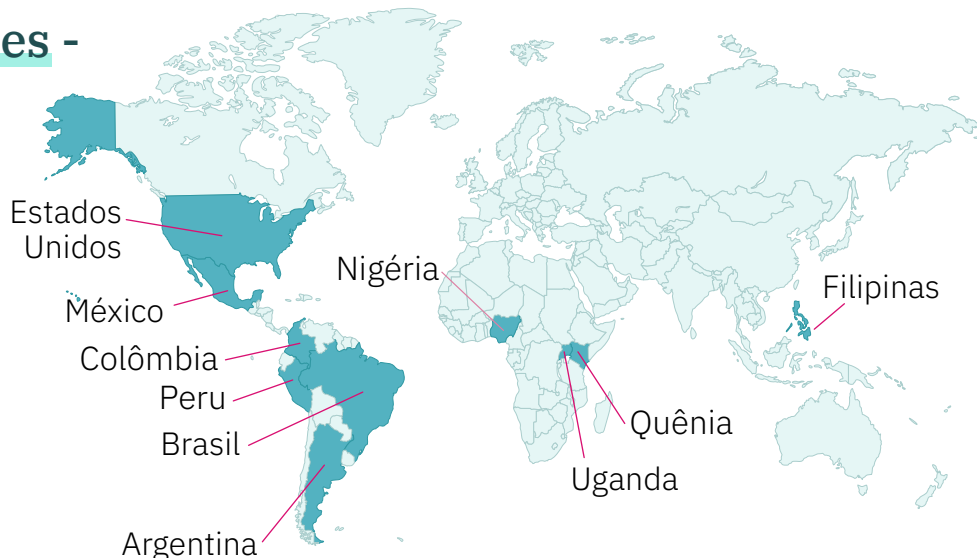 es -
Estados
Unidos
México
Colômbia
Peru
Brasil
Argentina
Nigéria
Filipinas
Quênia
Uganda